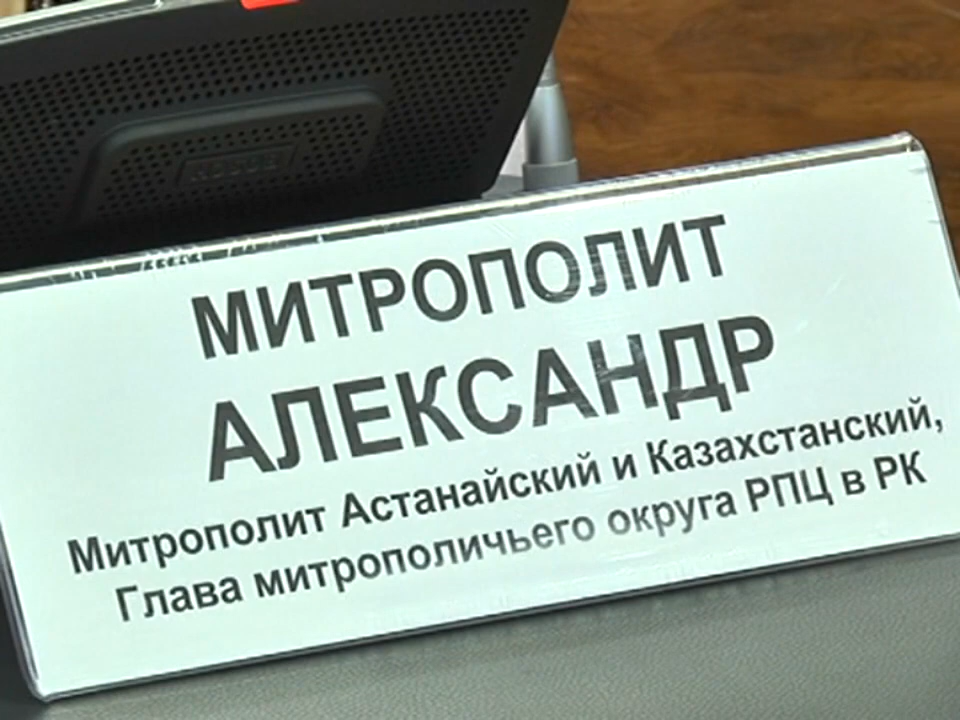 МИТРОПОЛИТ
АЛЕКСАНДР
Митрополит Астанайский и Казахстанский,
Глава митрополичьего округа РПЦ в РК